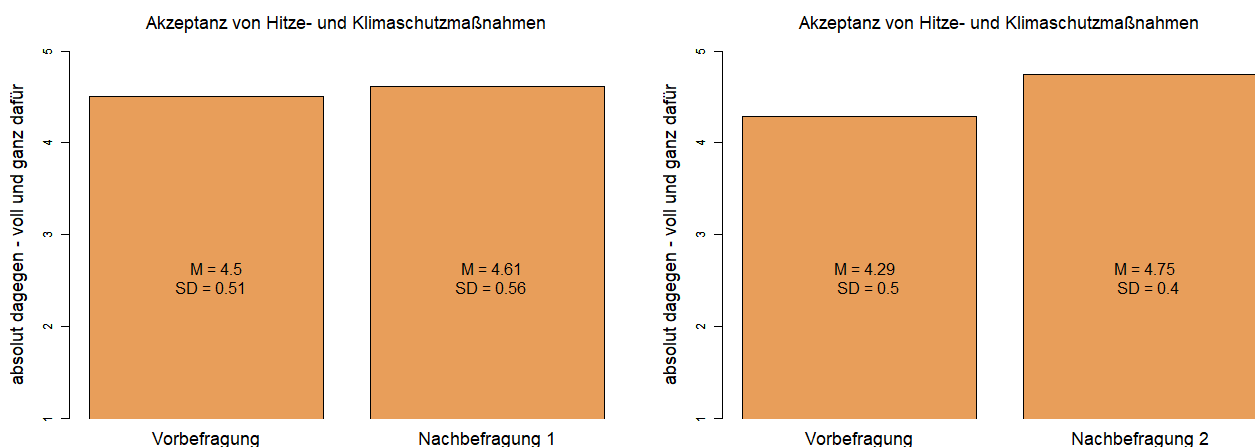 Akzeptanz von Hitze- und Klimaschutzmaßnahmen
absolut dagegen - voll und ganz dafür
5
4
3
2
1
M = 4.5
SD = 0.51
M = 4.61
SD = 0.56
Vorbefragung
Nachbefragung 1
Akzeptanz von Hitze- und Klimaschutzmaßnahmen
absolut dagegen - voll und ganz dafür
5
4
3
2
1
M = 4.29
SD = 0.5
M = 4.75
SD = 0.4
Vorbefragung
Nachbefragung 2